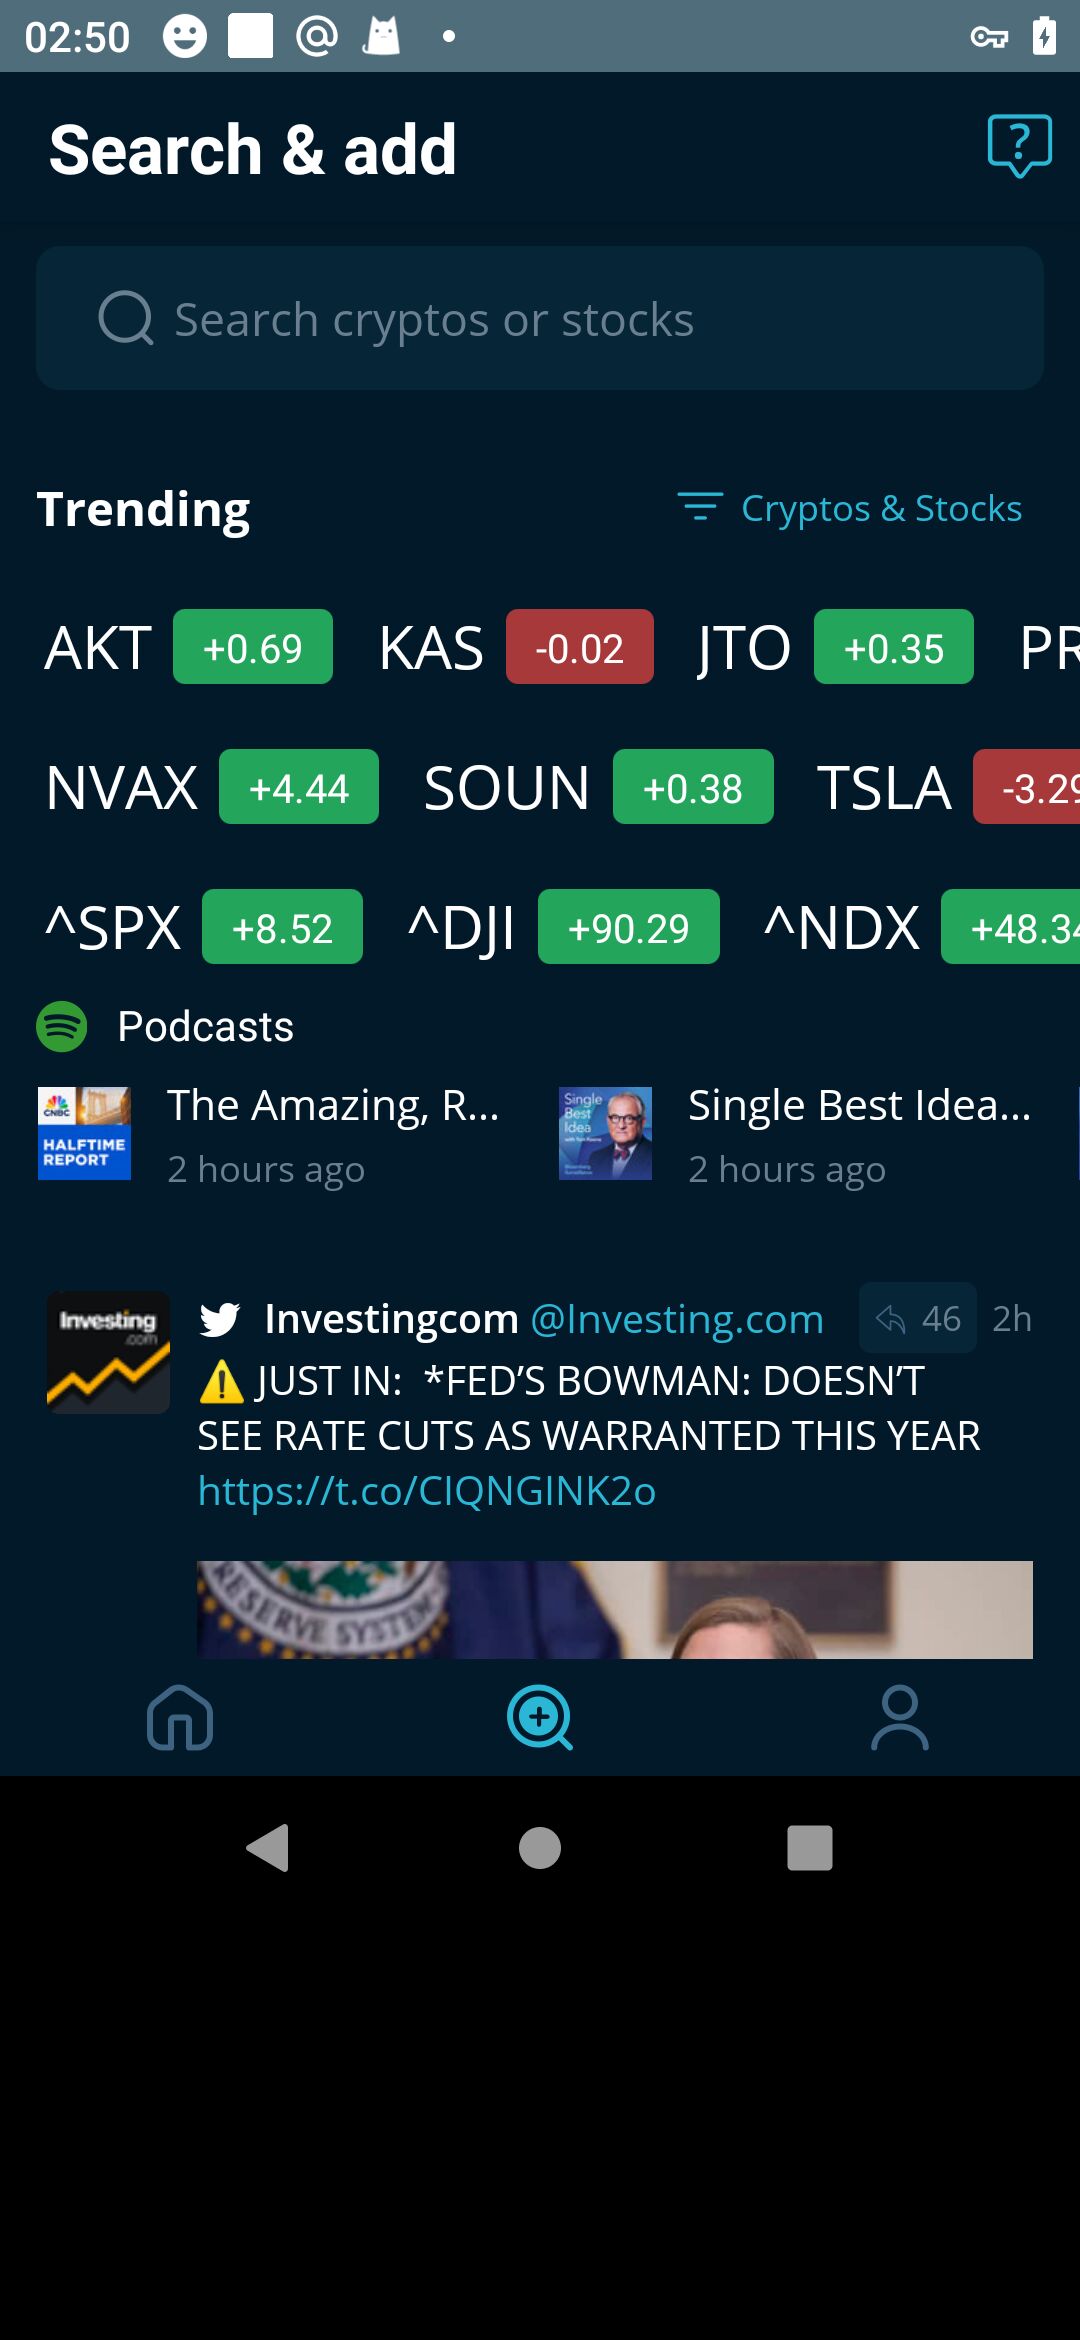 02:50
Search & add
?
Search cryptos or stocks
Trending Cryptos & Stocks
AKT +0.69 KAS -0.02 JTO +0.35 PR
NVAX +4.44 SOUN +0.38 TSLA -3.29
^SPX +8.52 ^DJI +90.29 ^NDX +48.34
Podcasts
CNBC
HALFTIME
REPORT
The Amazing, R...
2 hours ago
Single
Best
Idea
Single Best Idea...
2 hours ago
Investing
.com
Investingcom @Investing.com 46 2h
⚠️ JUST IN: *FED’S BOWMAN: DOESN’T
SEE RATE CUTS AS WARRANTED THIS YEAR
https://t.co/CIQNGINK2o
RESERVE SYSTEM